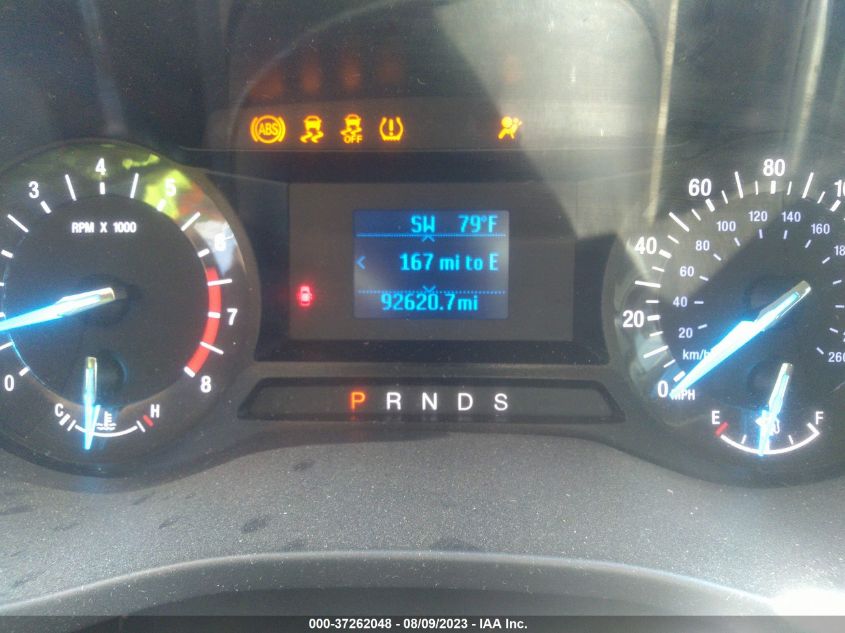 ABS OFF
SW 79°F
167 mi to E
92620.7mi
P R N D S
3 4 5 6 7 8 0
RPM X 1000
C H
0 20 40 60 80
20 40 60 80 100 120 140 160
260
km/h
MPH
E F
000-37262048 - 08/09/2023 - IAA Inc.